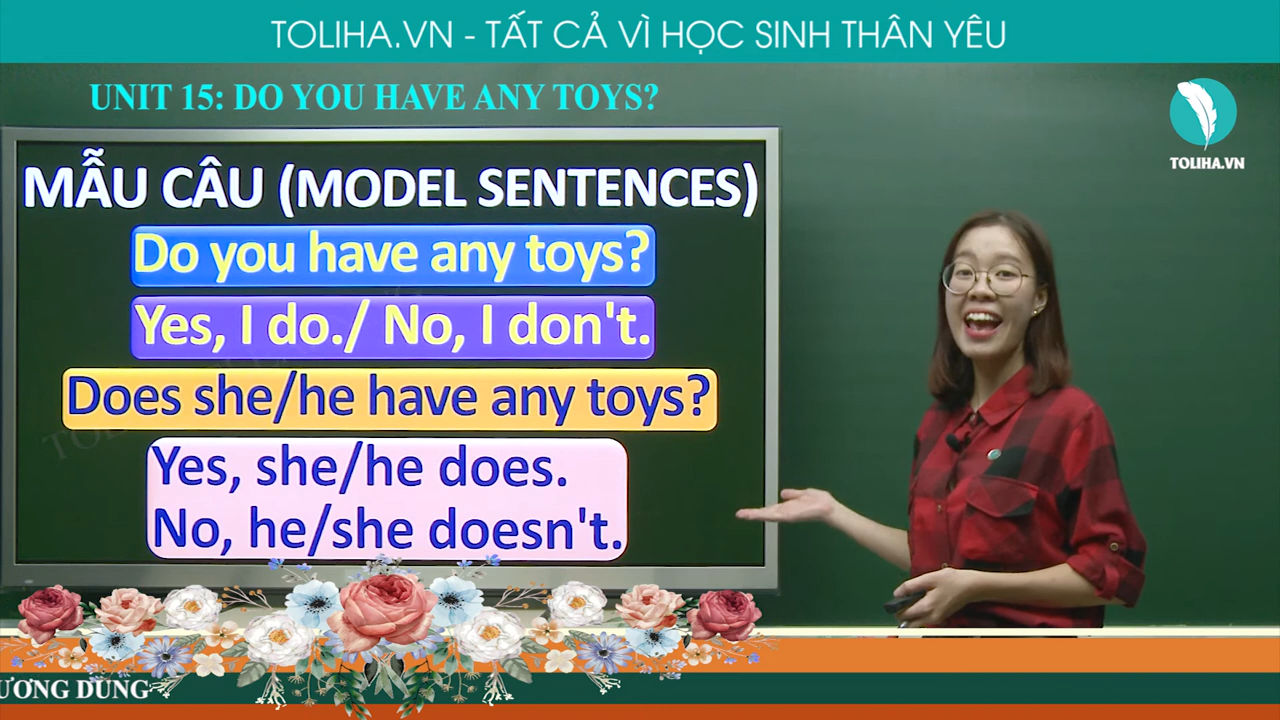 TOLIHA.VN - TẤT CẢ VÌ HỌC SINH THÂN YÊU
UNIT 15: DO YOU HAVE ANY TOYS?
TOLIHA.VN
MẪU CÂU (MODEL SENTENCES)
Do you have any toys?
Yes, I do./ No, I don't.
Does she/he have any toys?
Yes, she/he does.
No, he/she doesn't.